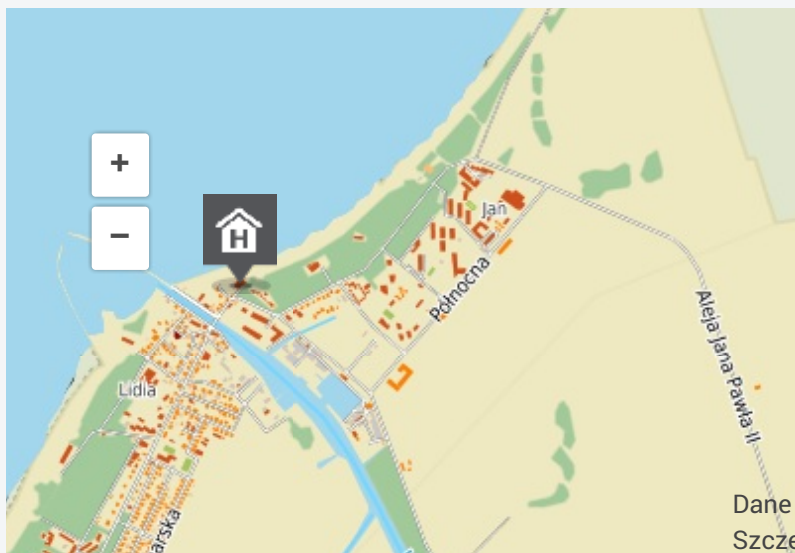 +
−
H
Jan
Północna
Aleja Jana Pawła II
Lidia
arska
Dane
Szcze